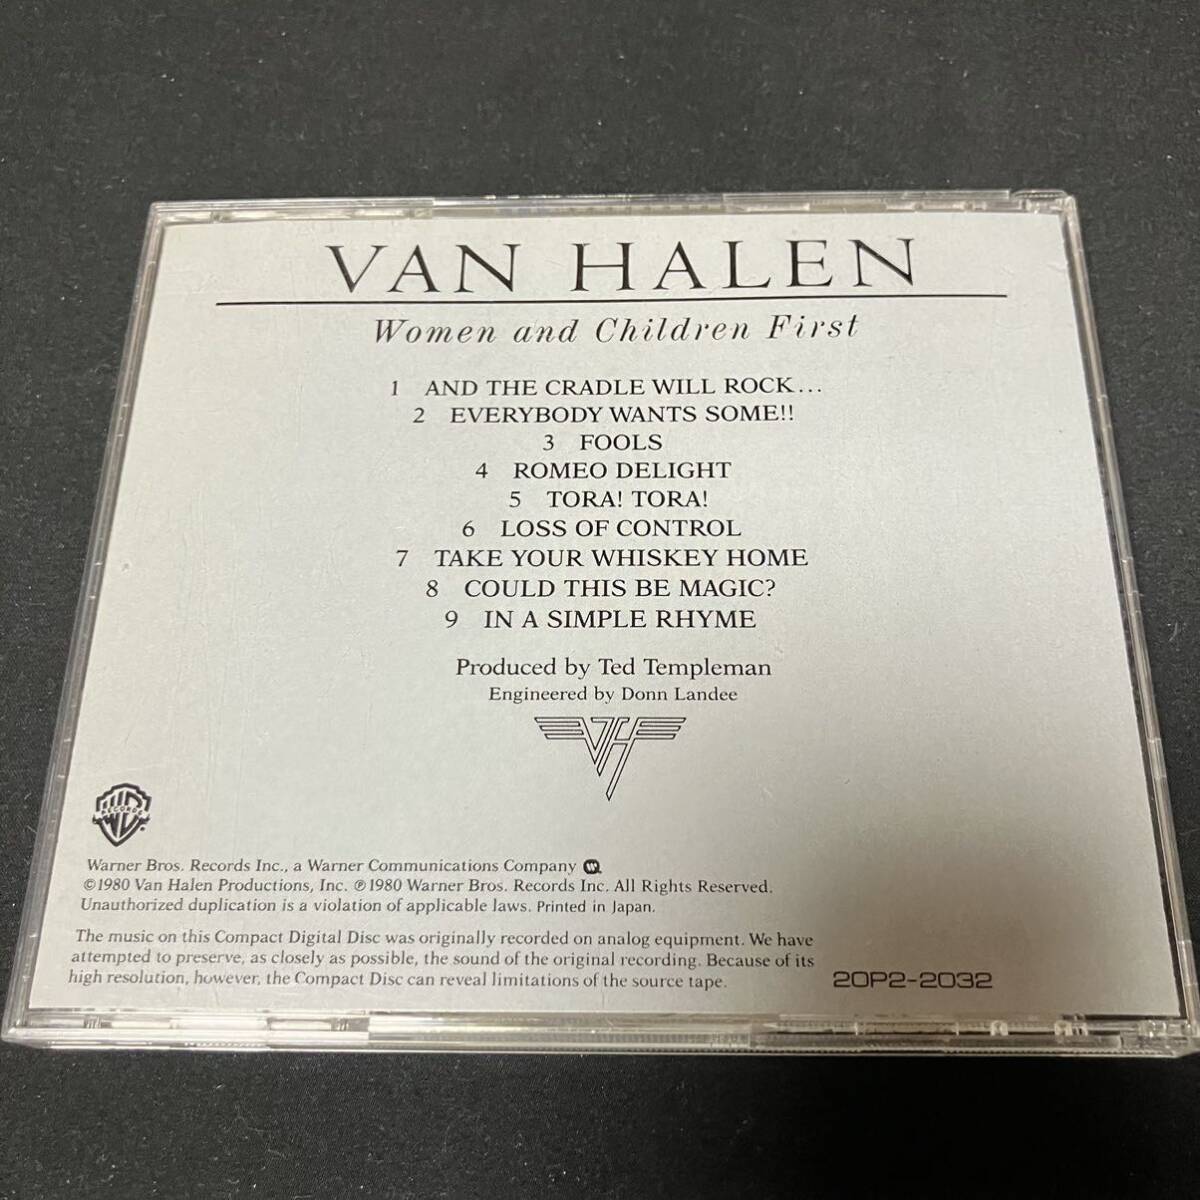 VAN HALEN
Women and Children First
1 AND THE CRADLE WILL ROCK...
2 EVERYBODY WANTS SOME!!
3 FOOLS
4 ROMEO DELIGHT
5 TORA! TORA!
6 LOSS OF CONTROL
7 TAKE YOUR WHISKEY HOME
8 COULD THIS BE MAGIC?
9 IN A SIMPLE RHYME
Produced by Ted Templeman
Engineered by Donn Landee
VH
WB
RECORDS
Warner Bros. Records Inc., a Warner Communications Company
©1980 Van Halen Productions, Inc. ℗1980 Warner Bros. Records Inc. All Rights Reserved.
Unauthorized duplication is a violation of applicable laws. Printed in Japan.
The music on this Compact Digital Disc was originally recorded on analog equipment. We have
attempted to preserve, as closely as possible, the sound of the original recording. Because of its
high resolution, however, the Compact Disc can reveal limitations of the source tape.
20P2-2032